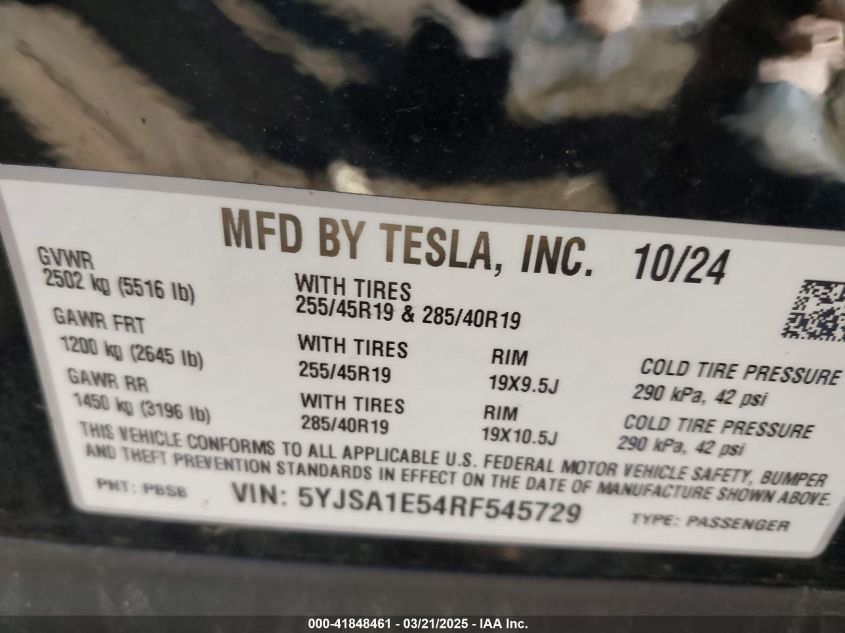 MFD BY TESLA, INC. 10/24
GVWR
2502 kg (5516 lb)
WITH TIRES
255/45R19 & 285/40R19
GAWR FRT
1200 kg (2645 lb)
WITH TIRES
255/45R19
RIM
19X9.5J
COLD TIRE PRESSURE
290 kPa, 42 psi
GAWR RR
1450 kg (3196 lb)
WITH TIRES
285/40R19
RIM
19X10.5J
COLD TIRE PRESSURE
290 kPa, 42 psi
THIS VEHICLE CONFORMS TO ALL APPLICABLE U.S. FEDERAL MOTOR VEHICLE SAFETY, BUMPER
AND THEFT PREVENTION STANDARDS IN EFFECT ON THE DATE OF MANUFACTURE SHOWN ABOVE.
PNT: PBSB VIN: 5YJSA1E54RF545729 TYPE: PASSENGER
000-41848461 - 03/21/2025 - IAA Inc.